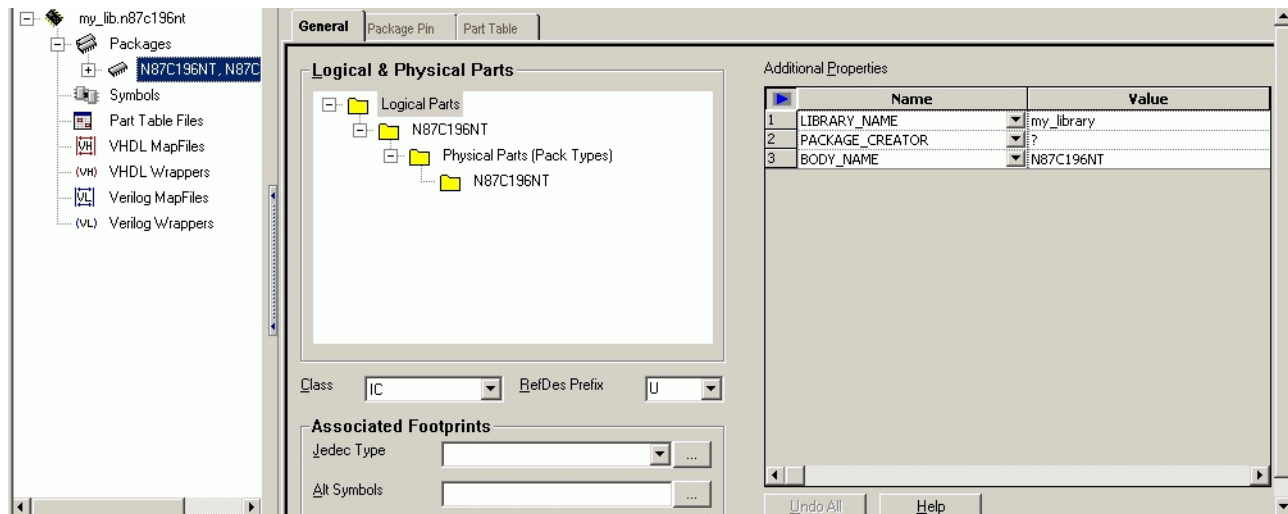 my_lib.n87c196nt
Packages
N87C196NT, N87C
Symbols
Part Table Files
VH VHDL MapFiles
(VH) VHDL Wrappers
VL Verilog MapFiles
(VL) Verilog Wrappers
General Package Pin Part Table
Logical & Physical Parts
Logical Parts
N87C196NT
Physical Parts (Pack Types)
N87C196NT
Class IC RefDes Prefix U
Associated Footprints
Jedec Type ...
Alt Symbols ...
Additional Properties
Name Value
1 LIBRARY_NAME my_library
2 PACKAGE_CREATOR ?
3 BODY_NAME N87C196NT
Undo All Help